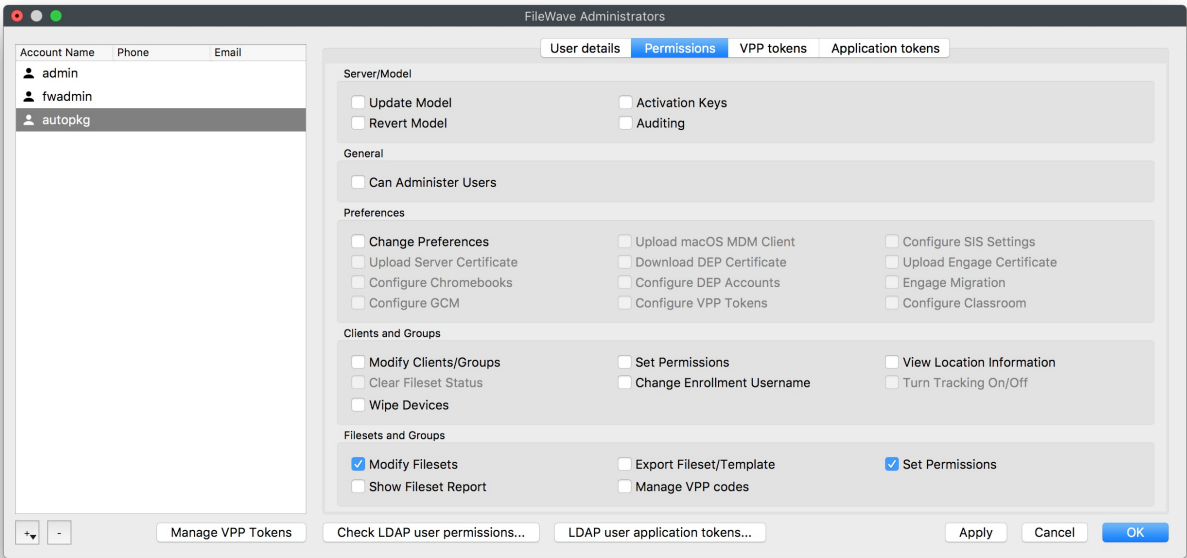 FileWave Administrators
User details Permissions VPP tokens Application tokens
Account Name Phone Email
admin
fwadmin
autopkg
Server/Model
Update Model Activation Keys
Revert Model Auditing
General
Can Administer Users
Preferences
Change Preferences Upload macOS MDM Client Configure SIS Settings
Upload Server Certificate Download DEP Certificate Upload Engage Certificate
Configure Chromebooks Configure DEP Accounts Engage Migration
Configure GCM Configure VPP Tokens Configure Classroom
Clients and Groups
Modify Clients/Groups Set Permissions View Location Information
Clear Fileset Status Change Enrollment Username Turn Tracking On/Off
Wipe Devices
Filesets and Groups
Modify Filesets Export Fileset/Template Set Permissions
Show Fileset Report Manage VPP codes
+ - Manage VPP Tokens Check LDAP user permissions... LDAP user application tokens... Apply Cancel OK